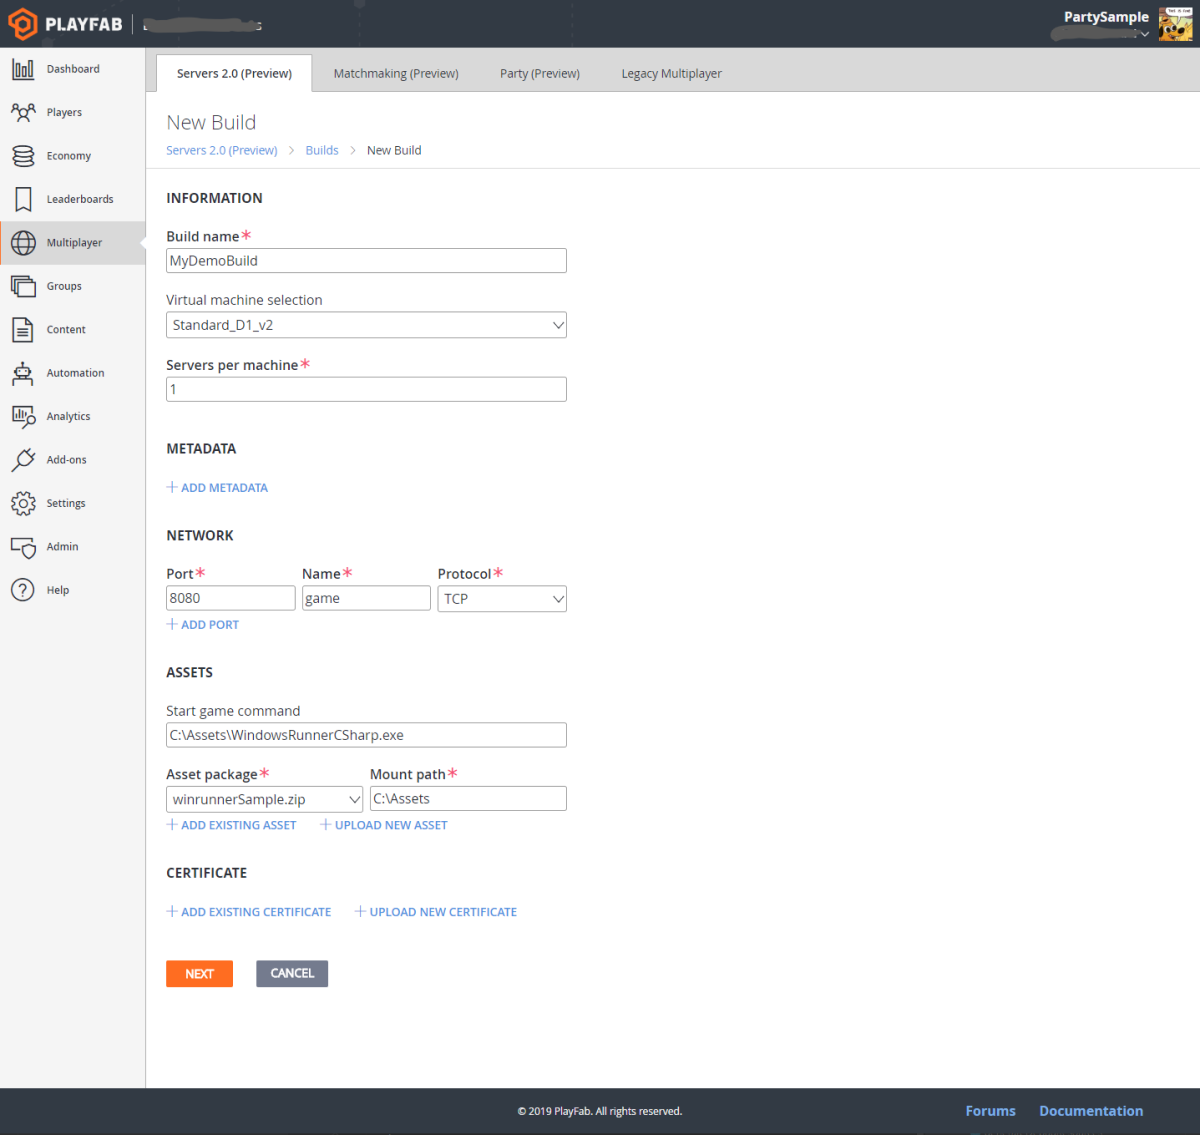 PLAYFAB
PartySample
Dashboard
Players
Economy
Leaderboards
Multiplayer
Groups
Content
Automation
Analytics
Add-ons
Settings
Admin
Help
Servers 2.0 (Preview) Matchmaking (Preview) Party (Preview) Legacy Multiplayer
New Build
Servers 2.0 (Preview) > Builds > New Build
INFORMATION
Build name*
MyDemoBuild
Virtual machine selection
Standard_D1_v2
Servers per machine*
1
METADATA
+ ADD METADATA
NETWORK
Port* Name* Protocol*
8080 game TCP
+ ADD PORT
ASSETS
Start game command
C:\Assets\WindowsRunnerCSharp.exe
Asset package* Mount path*
winrunnerSample.zip C:\Assets
+ ADD EXISTING ASSET + UPLOAD NEW ASSET
CERTIFICATE
+ ADD EXISTING CERTIFICATE + UPLOAD NEW CERTIFICATE
NEXT CANCEL
© 2019 PlayFab. All rights reserved.
Forums Documentation